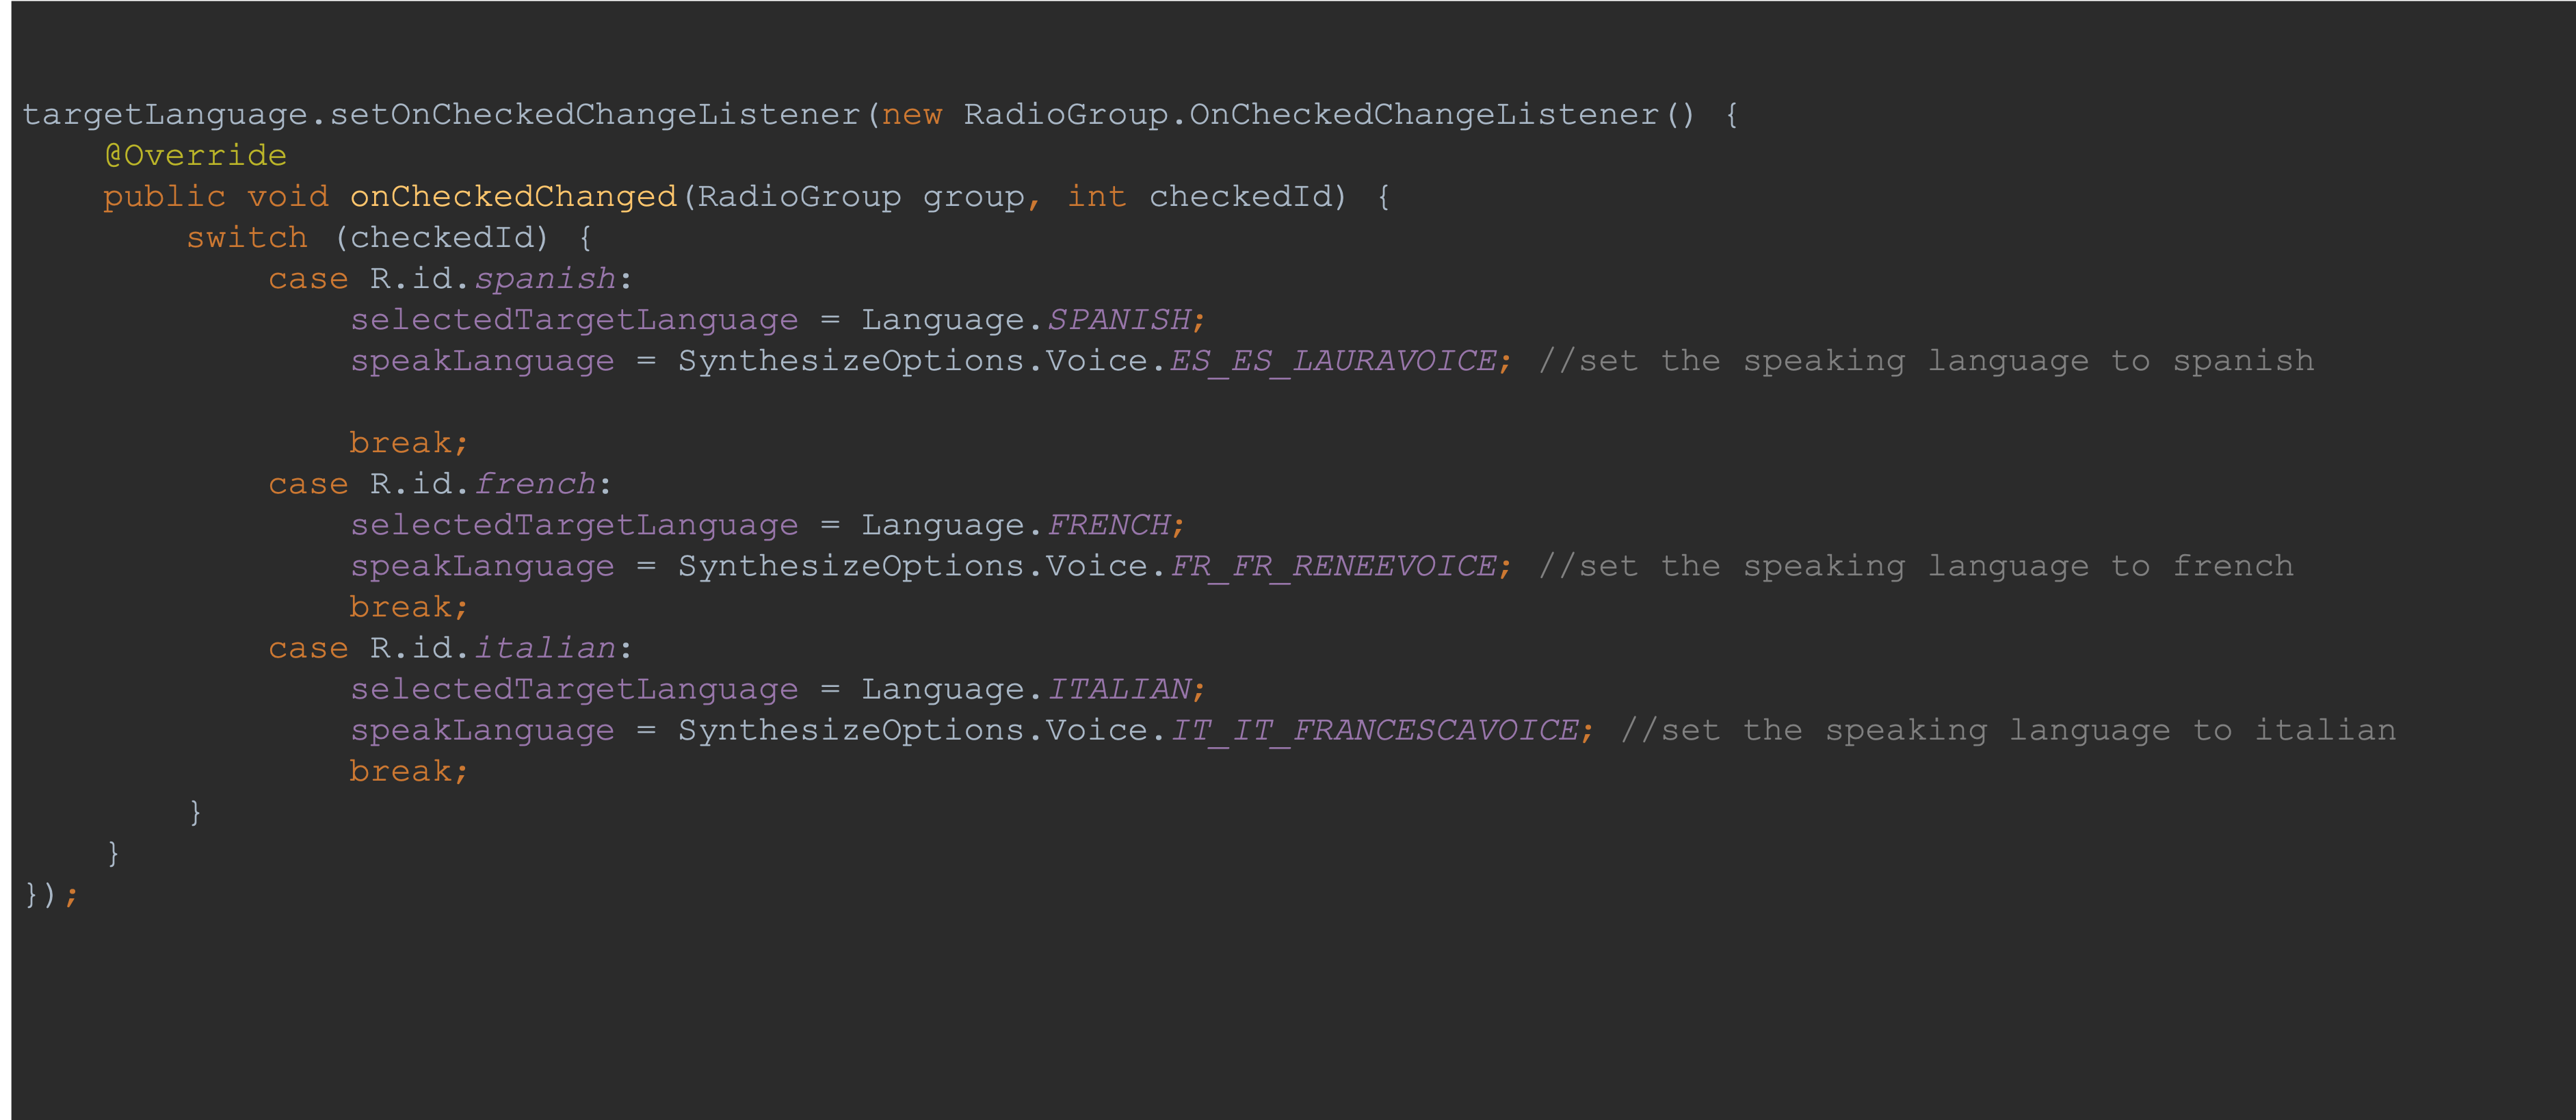 targetLanguage.setOnCheckedChangeListener(new RadioGroup.OnCheckedChangeListener() {
    @Override
    public void onCheckedChanged(RadioGroup group, int checkedId) {
        switch (checkedId) {
            case R.id.spanish:
                selectedTargetLanguage = Language.SPANISH;
                speakLanguage = SynthesizeOptions.Voice.ES_ES_LAURAVOICE; //set the speaking language to spanish

                break;
            case R.id.french:
                selectedTargetLanguage = Language.FRENCH;
                speakLanguage = SynthesizeOptions.Voice.FR_FR_RENEEVOICE; //set the speaking language to french
                break;
            case R.id.italian:
                selectedTargetLanguage = Language.ITALIAN;
                speakLanguage = SynthesizeOptions.Voice.IT_IT_FRANCESCAVOICE; //set the speaking language to italian
                break;
        }
    }
});